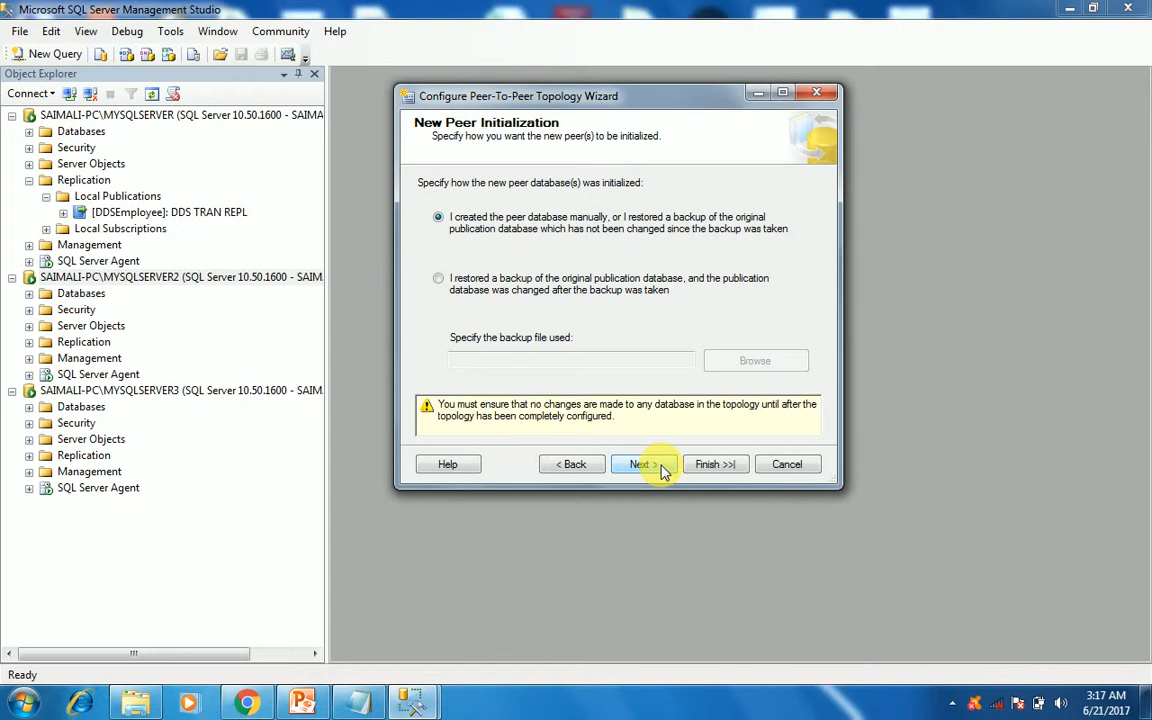 Microsoft SQL Server Management Studio
File Edit View Debug Tools Window Community Help
New Query
Object Explorer
Connect
SAIMALI-PC\MYSQLSERVER (SQL Server 10.50.1600 - SAIMA
Databases
Security
Server Objects
Replication
Local Publications
[DDSEmployee]: DDS TRAN REPL
Local Subscriptions
Management
SQL Server Agent
SAIMALI-PC\MYSQLSERVER2 (SQL Server 10.50.1600 - SAIM
Databases
Security
Server Objects
Replication
Management
SQL Server Agent
SAIMALI-PC\MYSQLSERVER3 (SQL Server 10.50.1600 - SAIM
Databases
Security
Server Objects
Replication
Management
SQL Server Agent
Configure Peer-To-Peer Topology Wizard
New Peer Initialization
Specify how you want the new peer(s) to be initialized.
Specify how the new peer database(s) was initialized:
I created the peer database manually, or I restored a backup of the original
publication database which has not been changed since the backup was taken
I restored a backup of the original publication database, and the publication
database was changed after the backup was taken
Specify the backup file used:
Browse
You must ensure that no changes are made to any database in the topology until after the
topology has been completely configured.
Help < Back Next > Finish >>| Cancel
Ready
3:17 AM
6/21/2017